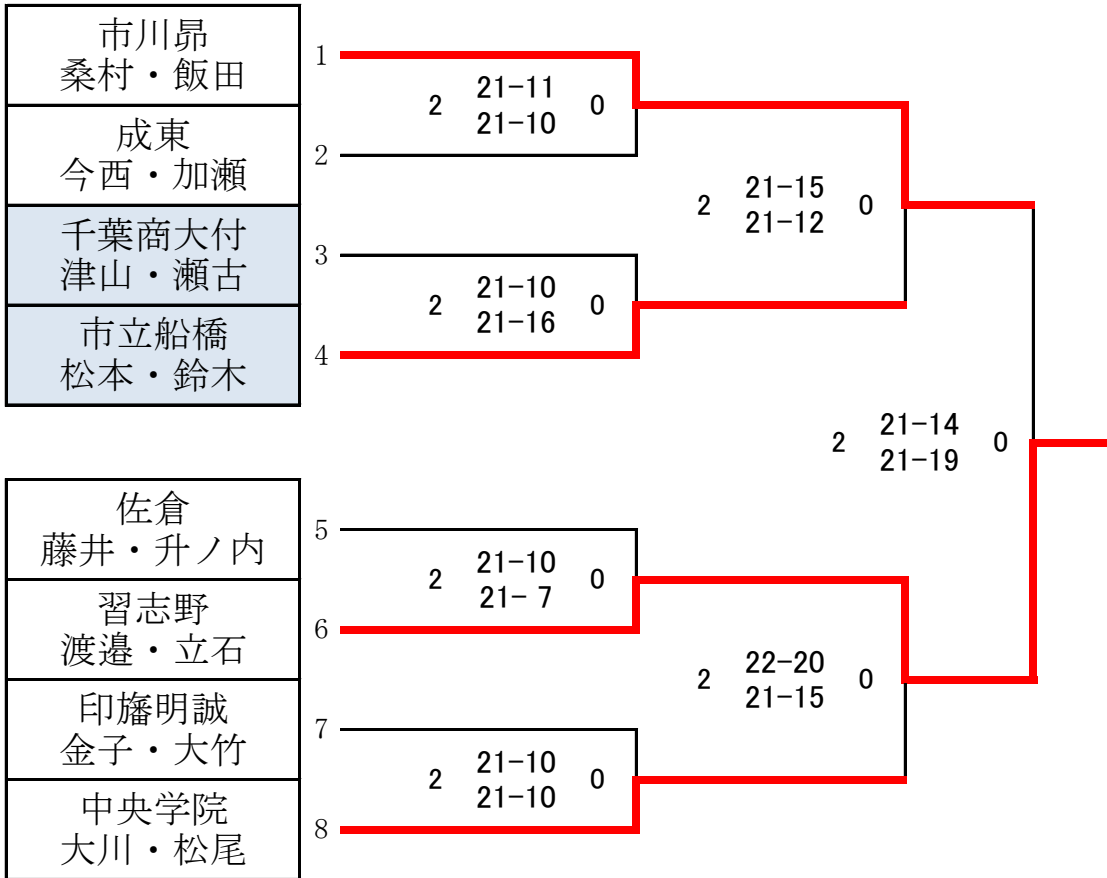 市川昴
桑村・飯田
1
2 21-11 0
21-10
成東
今西・加瀬
2
2 21-15 0
21-12
千葉商大付
津山・瀬古
3
2 21-10 0
21-16
市立船橋
松本・鈴木
4
2 21-14 0
21-19
佐倉
藤井・升ノ内
5
2 21-10 0
21- 7
習志野
渡邉・立石
6
2 22-20 0
21-15
印旛明誠
金子・大竹
7
2 21-10 0
21-10
中央学院
大川・松尾
8